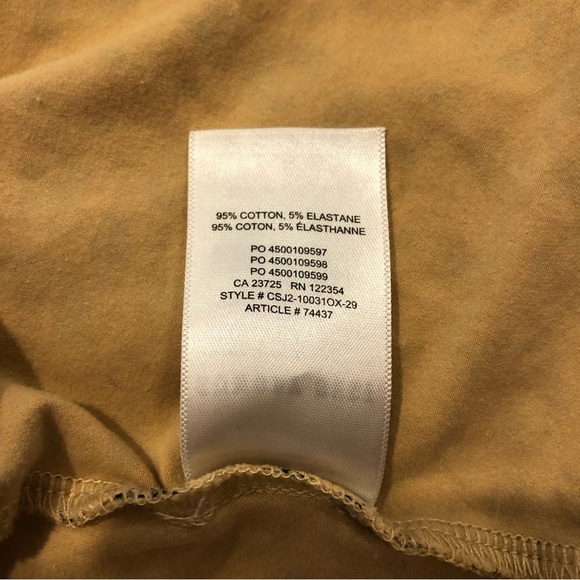 95% COTTON, 5% ELASTANE
95% COTON, 5% ÉLASTHANNE
PO 4500109597
PO 4500109598
PO 4500109599
CA 23725 RN 122354
STYLE # CSJ2-10031OX-29
ARTICLE # 74437